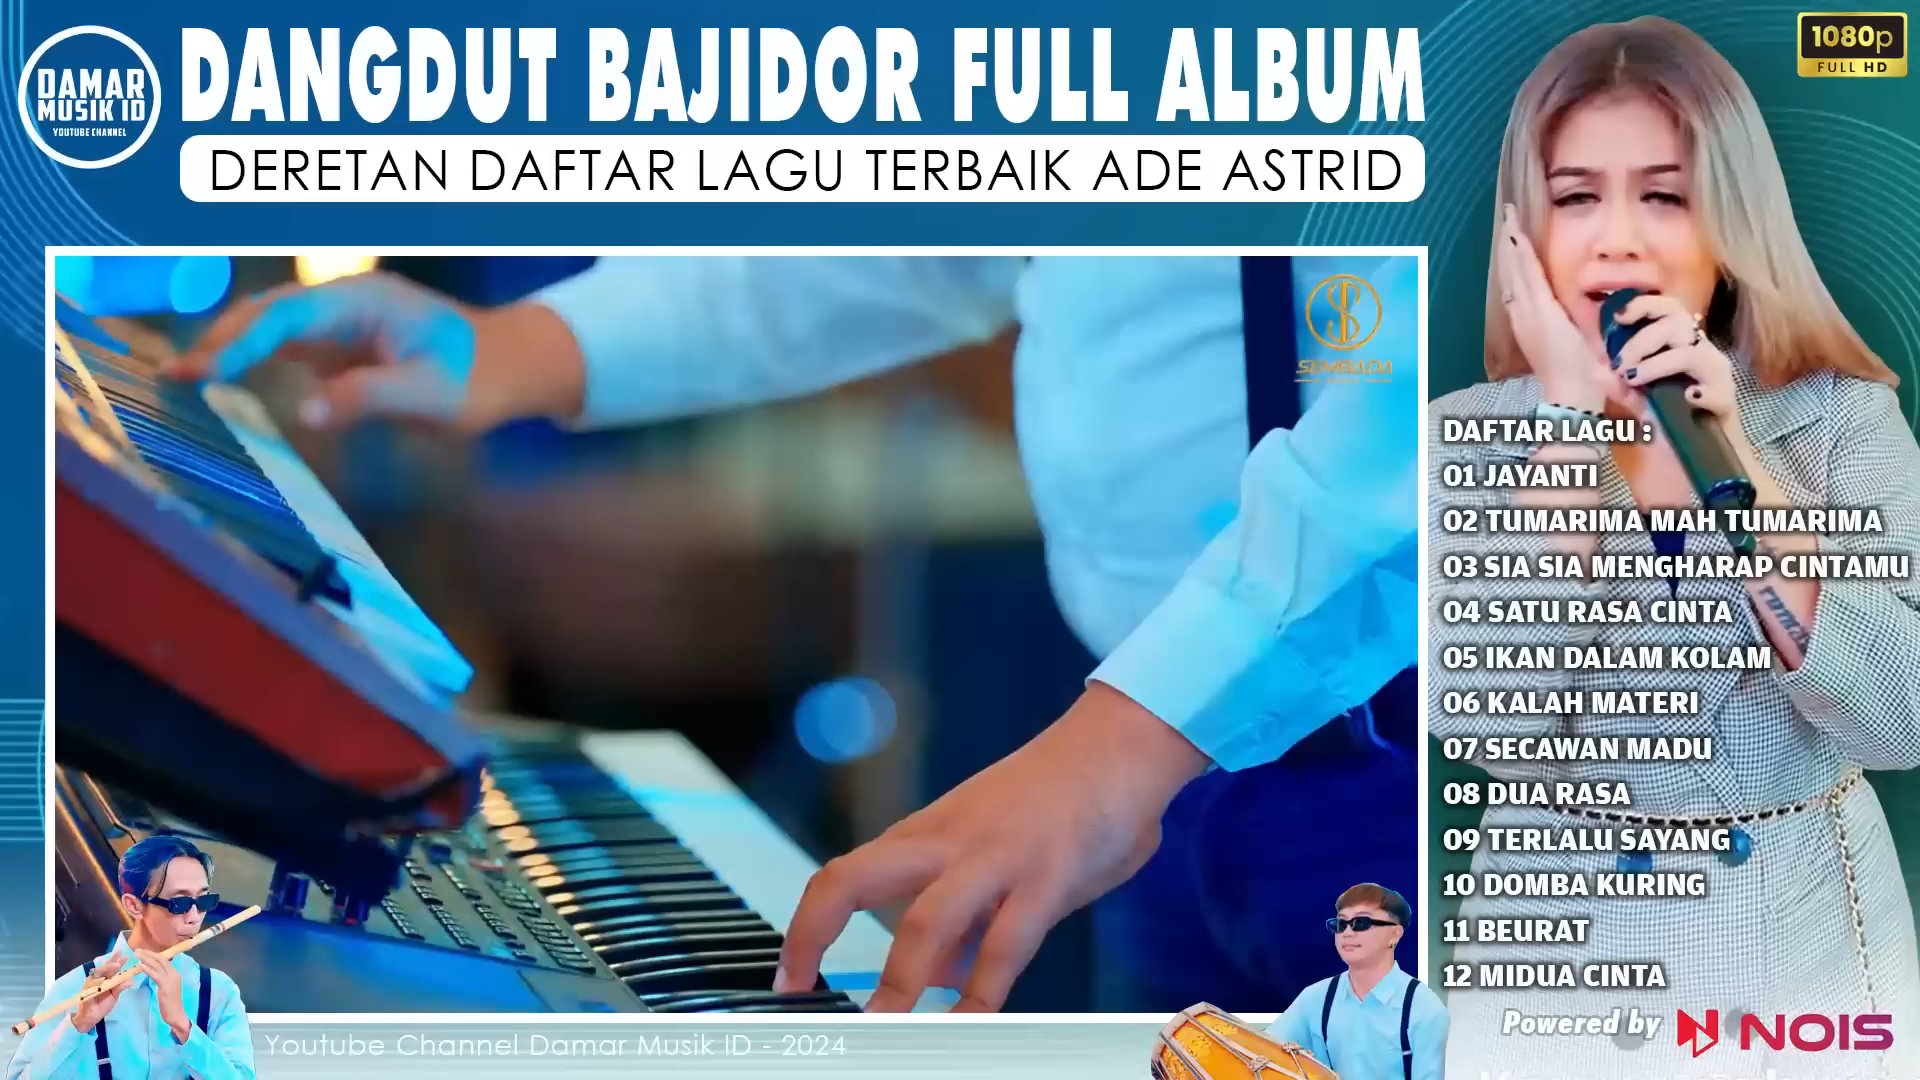 DAMAR
MUSIK ID
YOUTUBE CHANNEL
DANGDUT BAJIDOR FULL ALBUM
DERETAN DAFTAR LAGU TERBAIK ADE ASTRID
1080p
FULL HD
SEMBADA
DAFTAR LAGU :
01 JAYANTI
02 TUMARIMA MAH TUMARIMA
03 SIA SIA MENGHARAP CINTAMU
04 SATU RASA CINTA
05 IKAN DALAM KOLAM
06 KALAH MATERI
07 SECAWAN MADU
08 DUA RASA
09 TERLALU SAYANG
10 DOMBA KURING
11 BEURAT
12 MIDUA CINTA
Powered by
NOIS
Youtube Channel Damar Musik ID - 2024